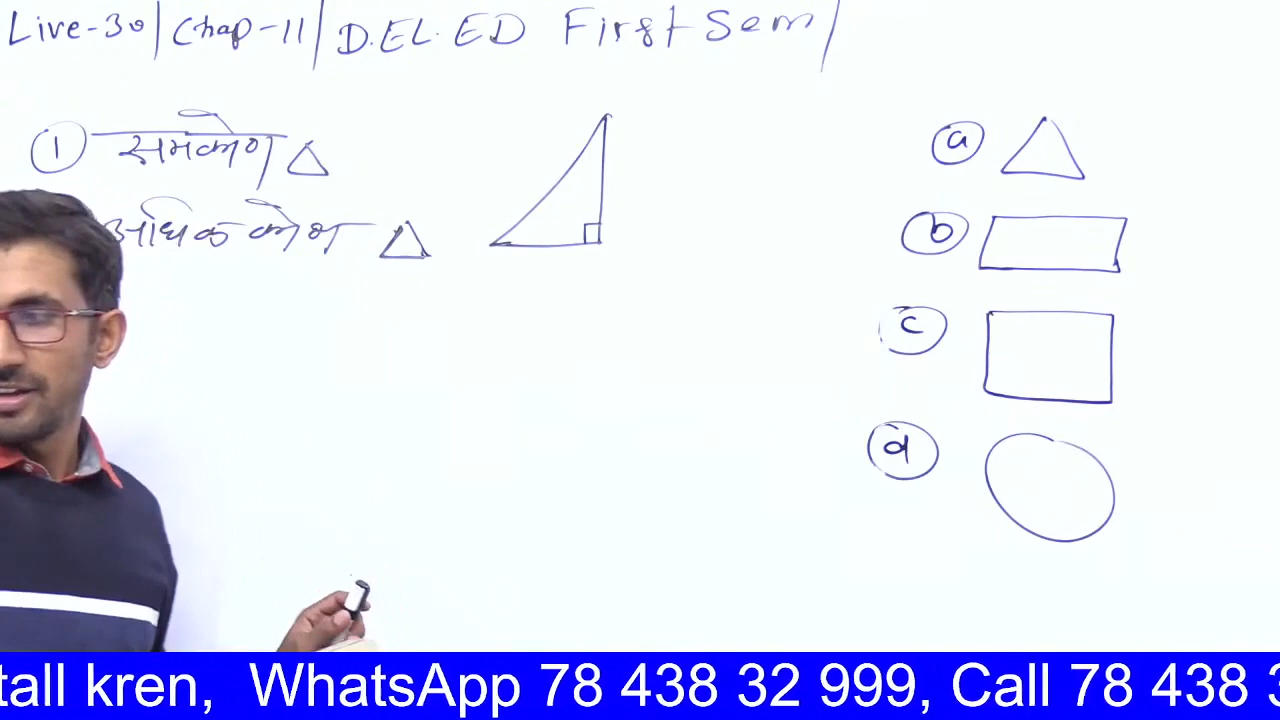 Live-30/Chap-11/D.EL.ED First Sem/
1 समकोण △
अधिक कोण △
a
b
c
d
tall kren, WhatsApp 78 438 32 999, Call 78 438